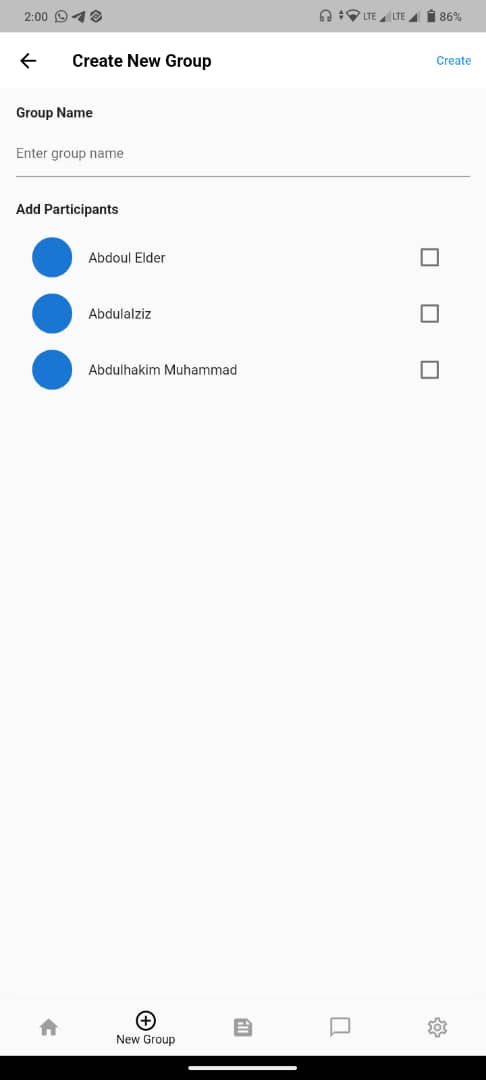 2:00 LTE LTE 86%
Create New Group Create
Group Name
Enter group name
Add Participants
Abdoul Elder
Abdulalziz
Abdulhakim Muhammad
New Group